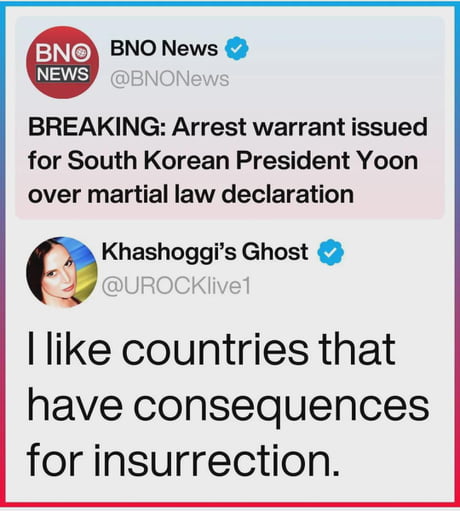 BNO
NEWS
BNO News
@BNONews
BREAKING: Arrest warrant issued
for South Korean President Yoon
over martial law declaration
Khashoggi's Ghost
@UROCKlive1
I like countries that
have consequences
for insurrection.